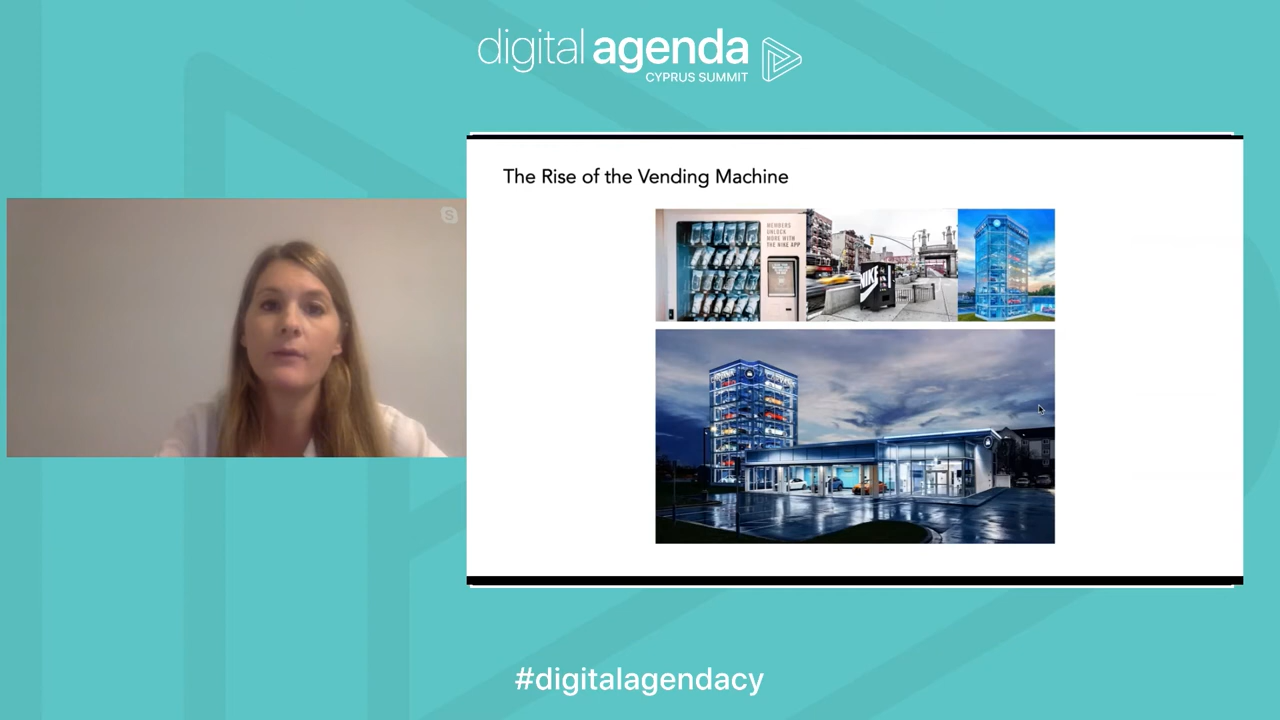 digital agenda
CYPRUS SUMMIT
The Rise of the Vending Machine
MEMBERS
UNLOCK
MORE WITH
THE NIKE APP
NIKE
#digitalagendacy